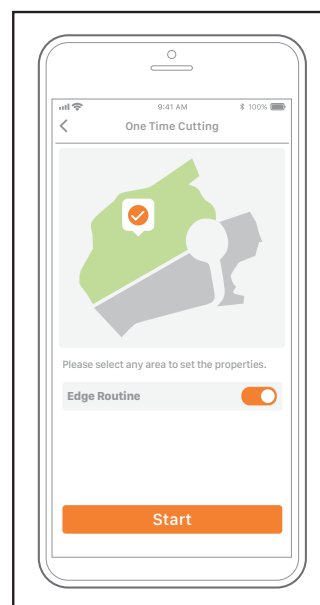 9:41 AM
100%
One Time Cutting
Please select any area to set the properties.
Edge Routine
Start